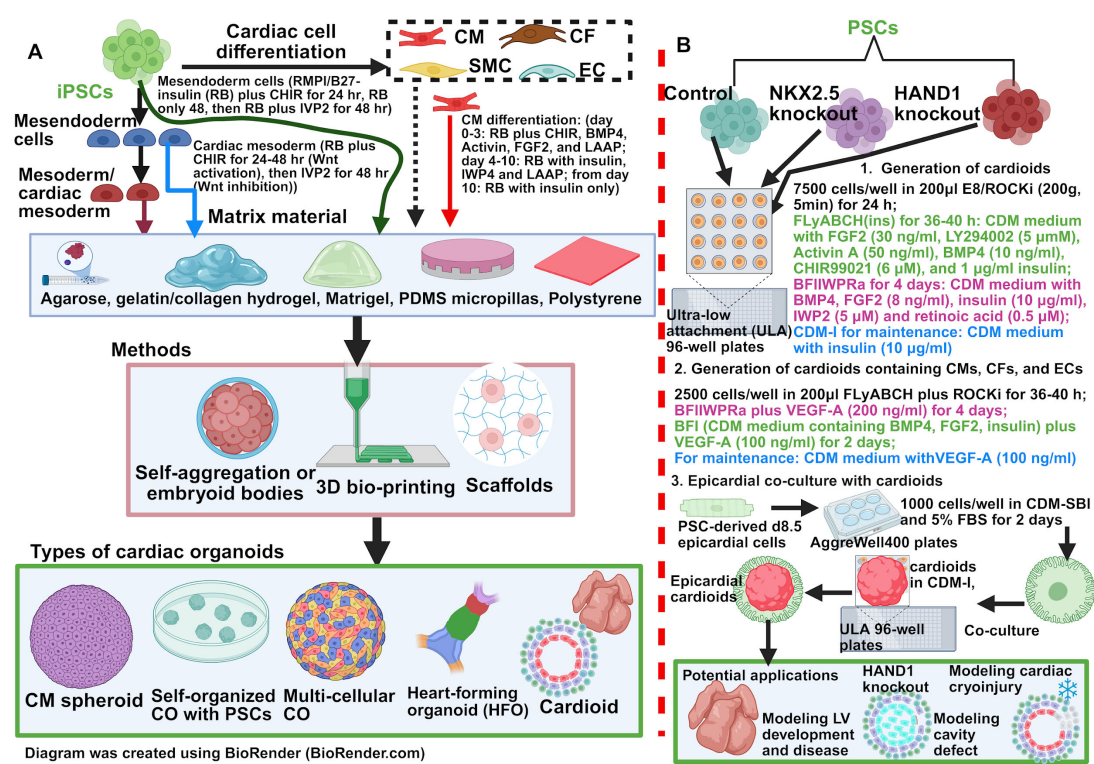 A
iPSCs
Cardiac cell
differentiation
CM
CF
SMC
EC
Mesendoderm cells (RMPI/B27-
insulin (RB) plus CHIR for 24 hr, RB
only 48, then RB plus IVP2 for 48 hr)
Mesendoderm
cells
Cardiac mesoderm (RB plus
CHIR for 24-48 hr (Wnt
activation), then IVP2 for 48 hr
(Wnt inhibition))
CM differentiation: (day
0-3: RB plus CHIR, BMP4,
Activin, FGF2, and LAAP;
day 4-10: RB with insulin,
IWP4 and LAAP; from day
10: RB with insulin only)
Mesoderm/
cardiac
mesoderm
Matrix material
Agarose, gelatin/collagen hydrogel, Matrigel, PDMS micropillas, Polystyrene
Methods
Self-aggregation or
embryoid bodies
3D bio-printing
Scaffolds
Types of cardiac organoids
CM spheroid
Self-organized
CO with PSCs
Multi-cellular
CO
Heart-forming
organoid (HFO)
Cardioid
Diagram was created using BioRender (BioRender.com)
B
PSCs
Control
NKX2.5
knockout
HAND1
knockout
1. Generation of cardioids
7500 cells/well in 200µl E8/ROCKi (200g,
5min) for 24 h;
FLyABCH(ins) for 36-40 h: CDM medium
with FGF2 (30 ng/ml, LY294002 (5 µmM),
Activin A (50 ng/ml), BMP4 (10 ng/ml),
CHIR99021 (6 µM), and 1 µg/ml insulin;
BFIIWPRa for 4 days: CDM medium with
BMP4, FGF2 (8 ng/ml), insulin (10 µg/ml),
IWP2 (5 µM) and retinoic acid (0.5 µM);
CDM-I for maintenance: CDM medium
with insulin (10 µg/ml)
Ultra-low
attachment (ULA)
96-well plates
2. Generation of cardioids containing CMs, CFs, and ECs
2500 cells/well in 200µl FLyABCH plus ROCKi for 36-40 h;
BFIIWPRa plus VEGF-A (200 ng/ml) for 4 days;
BFI (CDM medium containing BMP4, FGF2, insulin) plus
VEGF-A (100 ng/ml) for 2 days;
For maintenance: CDM medium withVEGF-A (100 ng/ml)
3. Epicardial co-culture with cardioids
PSC-derived d8.5
epicardial cells
AggreWell400 plates
1000 cells/well in CDM-SBI
and 5% FBS for 2 days
Epicardial
cardioids
cardioids
in CDM-I,
ULA 96-well
plates
Co-culture
Potential applications
Modeling LV
development
and disease
HAND1
knockout
Modeling
cavity
defect
Modeling cardiac
cryoinjury